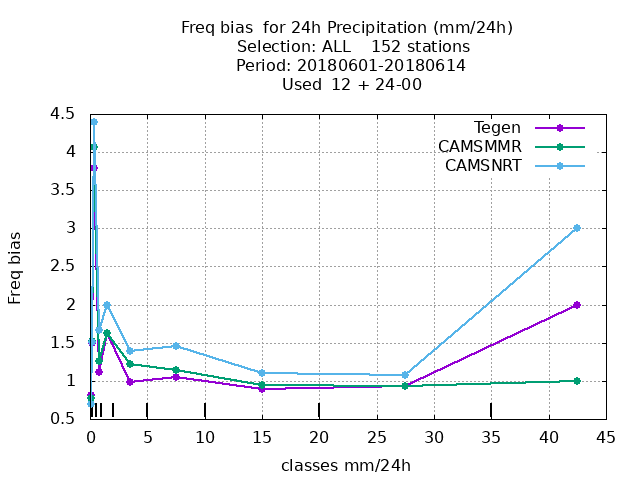 Freq bias  for 24h Precipitation (mm/24h)
Selection: ALL    152 stations
Period: 20180601-20180614
Used  12 + 24-00
4.5
4
3.5
3
2.5
2
1.5
1
0.5
Freq bias
Tegen
CAMSMMR
CAMSNRT
0 5 10 15 20 25 30 35 40 45
classes mm/24h